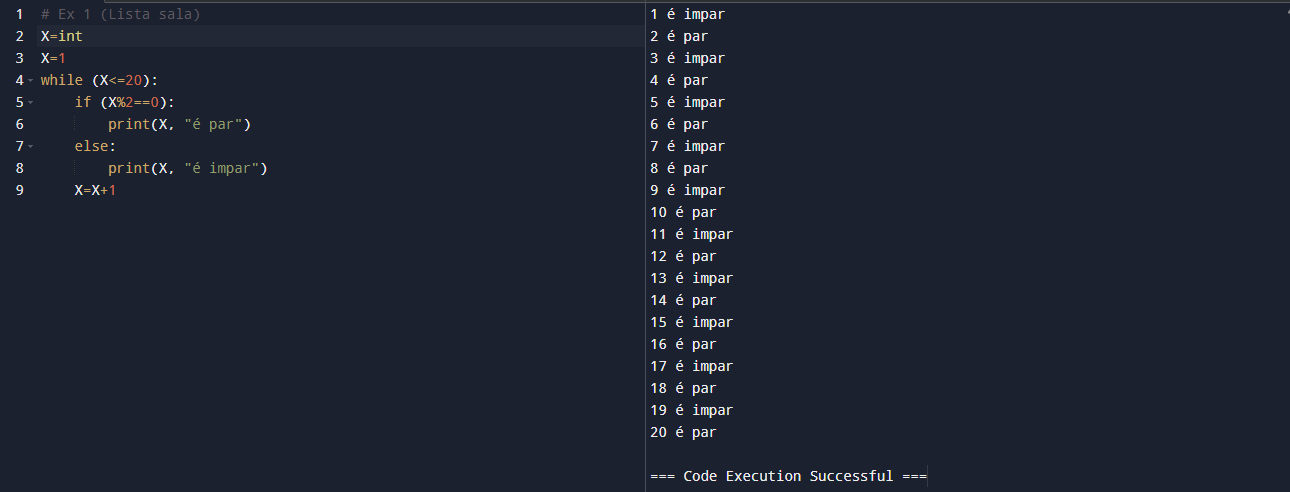 1 # Ex 1 (Lista sala)
2 X=int
3 X=1
4 while (X<=20):
5 if (X%2==0):
6 print(X, "é par")
7 else:
8 print(X, "é impar")
9 X=X+1
1 é impar
2 é par
3 é impar
4 é par
5 é impar
6 é par
7 é impar
8 é par
9 é impar
10 é par
11 é impar
12 é par
13 é impar
14 é par
15 é impar
16 é par
17 é impar
18 é par
19 é impar
20 é par
=== Code Execution Successful ===